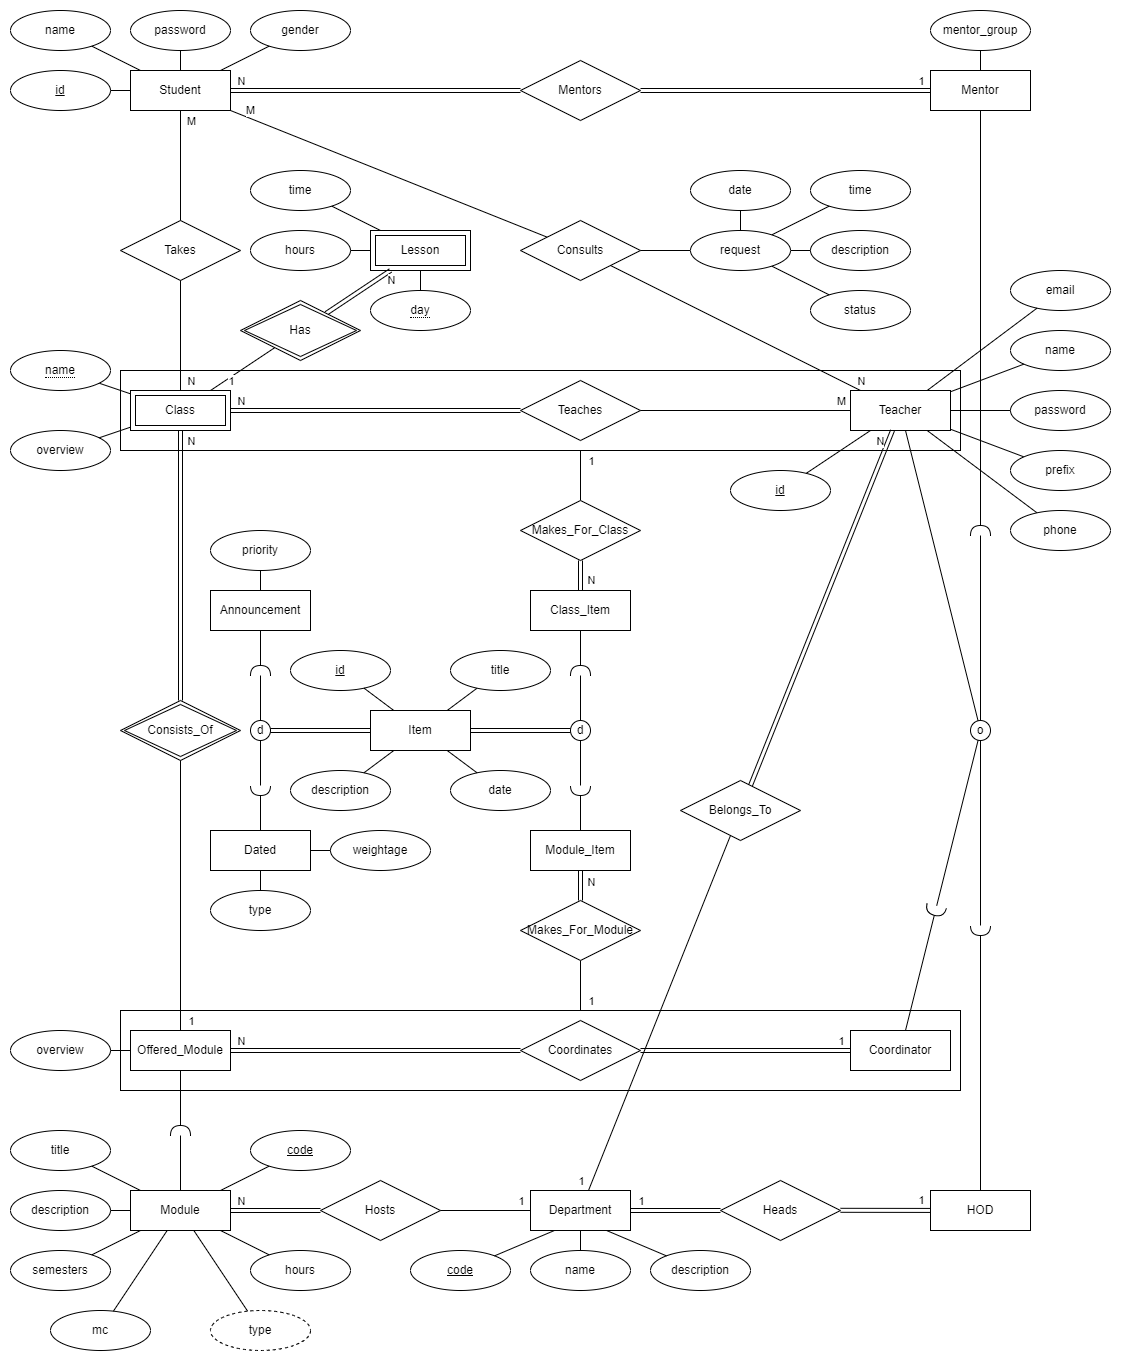 name
password
gender
mentor_group
id
Student
N
Mentors
1
Mentor
M
M
time
date
time
Takes
hours
Lesson
Consults
request
description
N
day
status
Has
email
name
name
N
1
N
Class
N
Teaches
M
Teacher
password
overview
N
N
1
prefix
id
Makes_For_Class
phone
priority
N
Announcement
Class_Item
id
title
Consists_Of
d
Item
d
o
description
date
Belongs_To
Dated
weightage
Module_Item
N
type
Makes_For_Module
1
1
overview
Offered_Module
N
Coordinates
1
Coordinator
title
code
1
description
Module
N
Hosts
1
Department
1
Heads
1
HOD
semesters
hours
code
name
description
mc
type